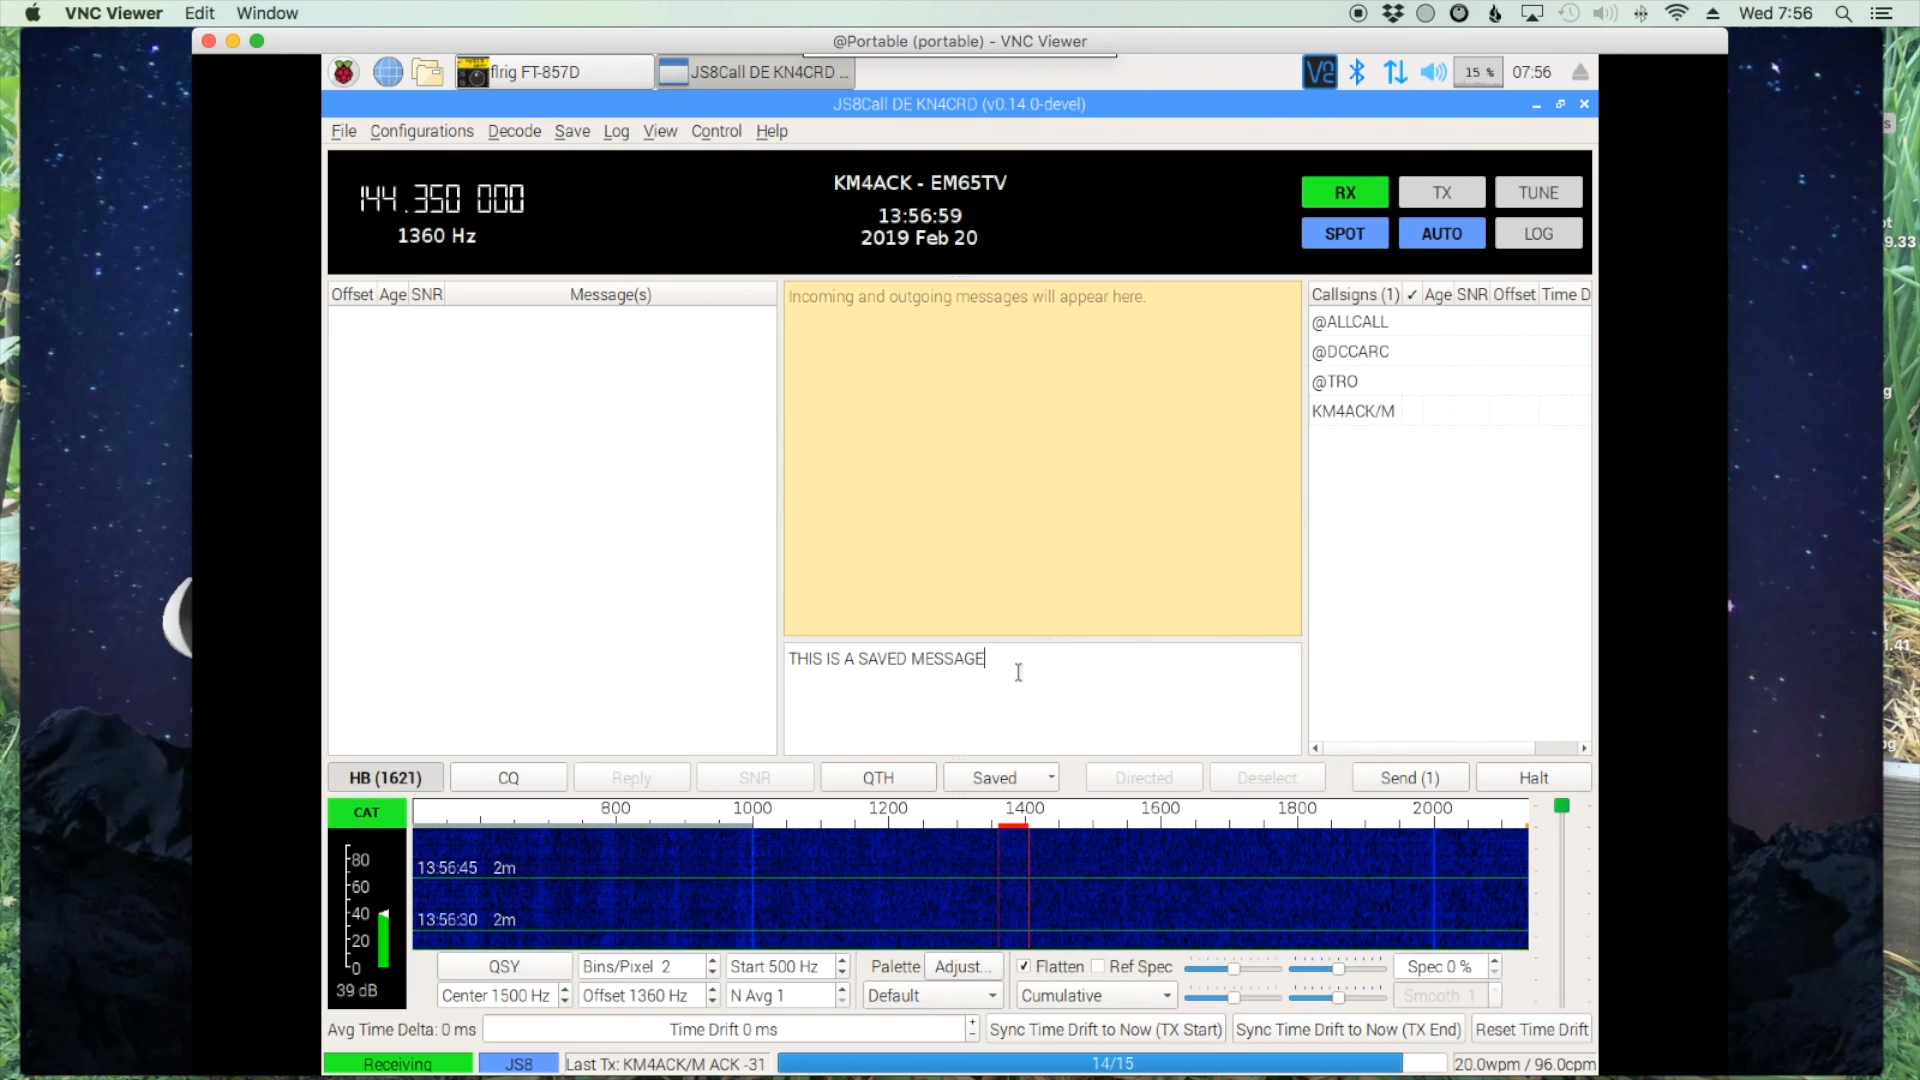 VNC Viewer Edit Window Wed 7:56
@Portable (portable) - VNC Viewer
flrig FT-857D JS8Call DE KN4CRD ... V2 15 % 07:56
JS8Call DE KN4CRD (v0.14.0-devel)
File Configurations Decode Save Log View Control Help
144.350 000
1360 Hz
KM4ACK - EM65TV
13:56:59
2019 Feb 20
RX TX TUNE
SPOT AUTO LOG
Offset Age SNR Message(s)
Incoming and outgoing messages will appear here.
THIS IS A SAVED MESSAGE
Callsigns (1) ✓ Age SNR Offset Time D
@ALLCALL
@DCCARC
@TRO
KM4ACK/M
HB (1621) CQ Reply SNR QTH Saved Directed Deselect Send (1) Halt
CAT
800 1000 1200 1400 1600 1800 2000
13:56:45 2m
13:56:30 2m
80
60
40
20
0
39 dB
QSY Bins/Pixel 2 Start 500 Hz Palette Adjust... Flatten Ref Spec Spec 0 %
Center 1500 Hz Offset 1360 Hz N Avg 1 Default Cumulative Smooth 1
Avg Time Delta: 0 ms Time Drift 0 ms + - Sync Time Drift to Now (TX Start) Sync Time Drift to Now (TX End) Reset Time Drift
Receiving JS8 Last Tx: KM4ACK/M ACK -31 14/15 20.0wpm / 96.0cpm
9.33
1.41